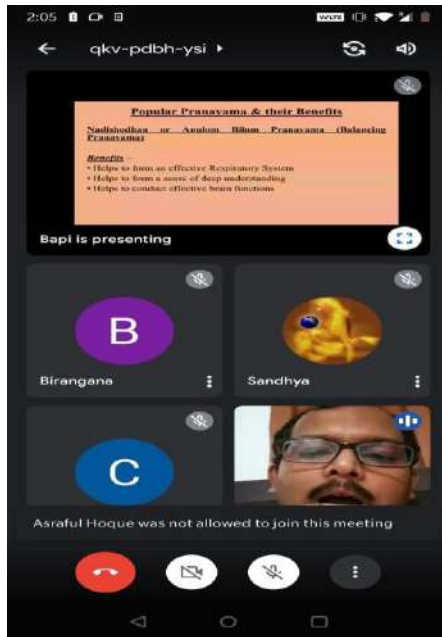 2:05
VoLTE
qkv-pdbh-ysi
Popular Pranayama & their Benefits
Nadishodhan or Anulom Bilom Pranayama (Balancing
Pranayama)
Benefits –
• Helps to form an effective Respiratory System
• Helps to form a sense of deep understanding
• Helps to conduct effective brain functions
Bapi is presenting
B
Birangana
Sandhya
C
Asraful Hoque was not allowed to join this meeting